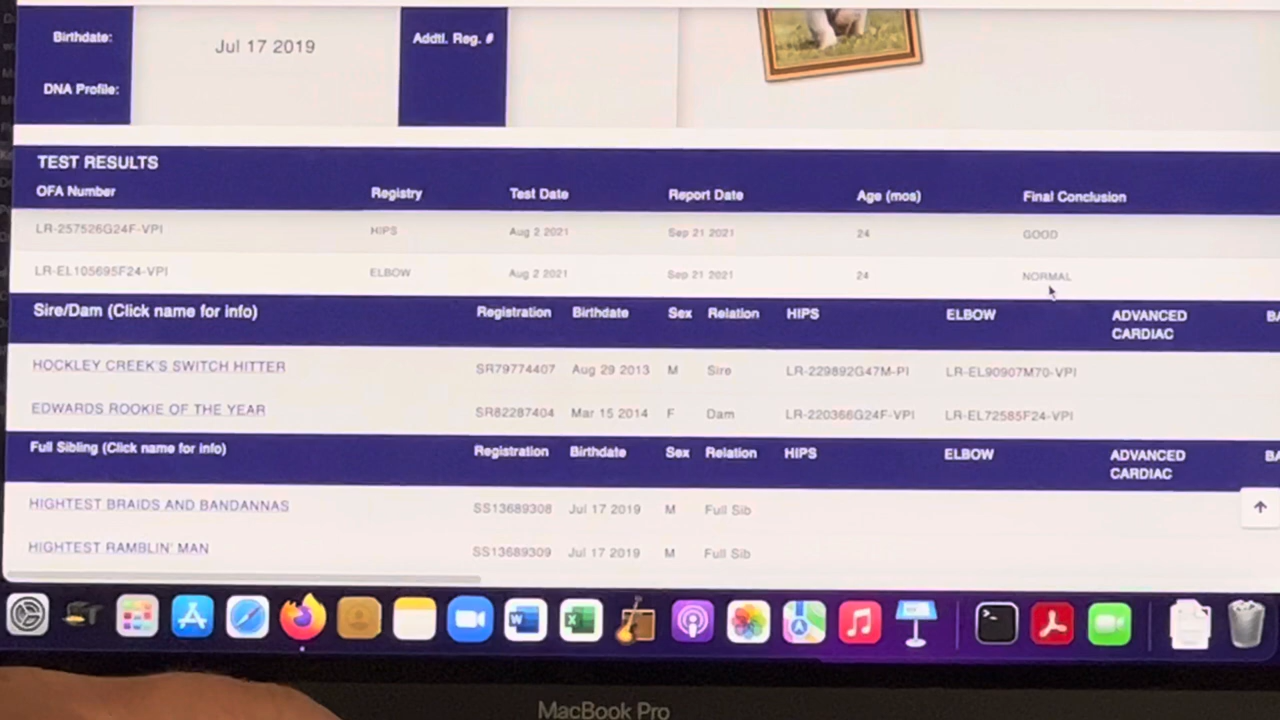 Birthdate: Jul 17 2019 Addtl. Reg. #
DNA Profile:
TEST RESULTS
OFA Number Registry Test Date Report Date Age (mos) Final Conclusion
LR-257526G24F-VPI HIPS Aug 2 2021 Sep 21 2021 24 GOOD
LR-EL105695F24-VPI ELBOW Aug 2 2021 Sep 21 2021 24 NORMAL
Sire/Dam (Click name for info) Registration Birthdate Sex Relation HIPS ELBOW ADVANCED BA
CARDIAC
HOCKLEY CREEK'S SWITCH HITTER SR79774407 Aug 29 2013 M Sire LR-229892G47M-PI LR-EL90907M70-VPI
EDWARDS ROOKIE OF THE YEAR SR82287404 Mar 15 2014 F Dam LR-220366G24F-VPI LR-EL72585F24-VPI
Full Sibling (Click name for info) Registration Birthdate Sex Relation HIPS ELBOW ADVANCED BA
CARDIAC
HIGHTEST BRAIDS AND BANDANNAS SS13689308 Jul 17 2019 M Full Sib
HIGHTEST RAMBLIN' MAN SS13689309 Jul 17 2019 M Full Sib
MacBook Pro